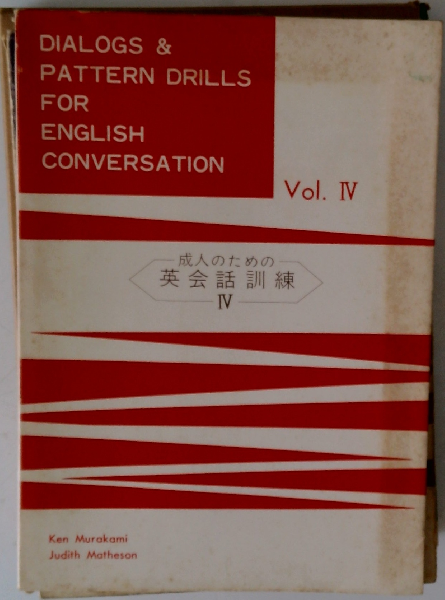 DIALOGS &
PATTERN DRILLS
FOR
ENGLISH
CONVERSATION
Vol. Ⅳ
成人のための
英会話訓練
Ⅳ
Ken Murakami
Judith Matheson